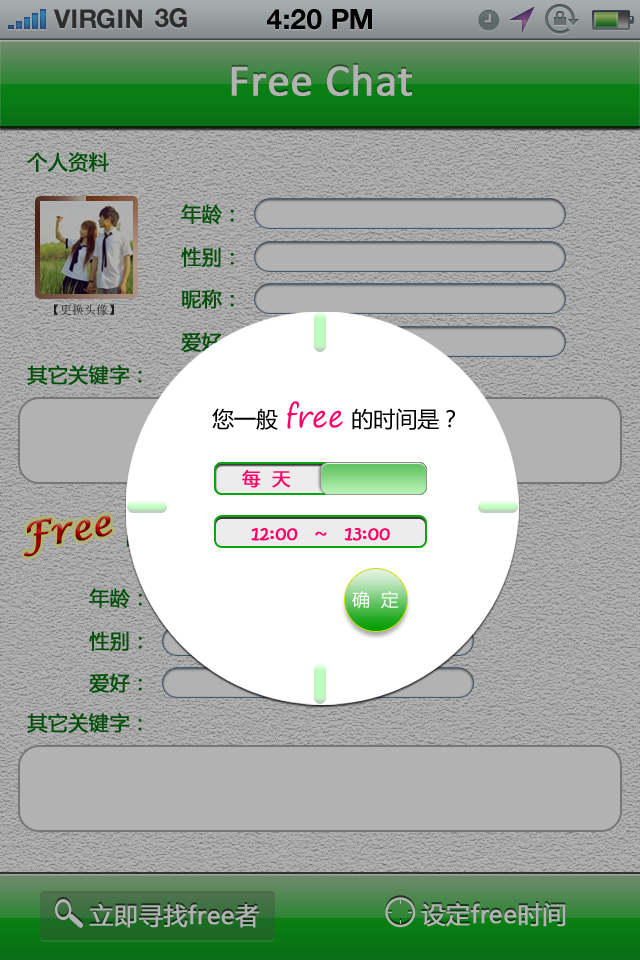 VIRGIN 3G 4:20 PM
Free Chat
个人资料
年龄：
性别：
【更换头像】
昵称：
爱好
其它关键字：
您一般 free 的时间是？
每 天
12:00 ~ 13:00
Free
确 定
年龄：
性别：
爱好：
其它关键字：
立即寻找free者
设定free时间